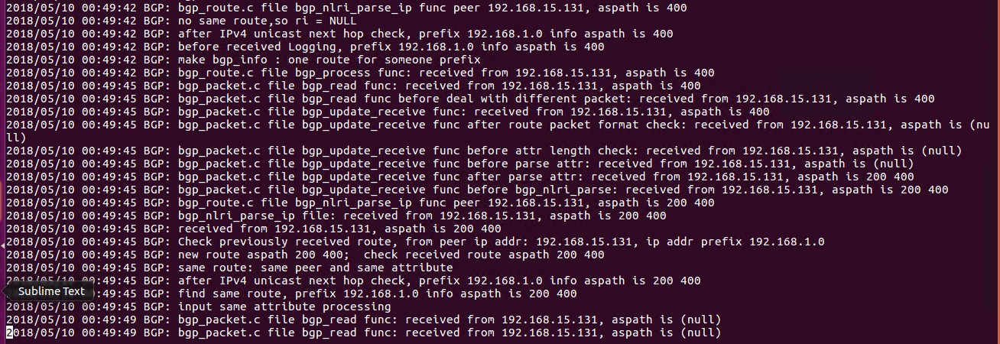 2018/05/10 00:49:42 BGP: bgp_route.c file bgp_nlri_parse_ip func peer 192.168.15.131, aspath is 400
2018/05/10 00:49:42 BGP: no same route,so ri = NULL
2018/05/10 00:49:42 BGP: after IPv4 unicast next hop check, prefix 192.168.1.0 info aspath is 400
2018/05/10 00:49:42 BGP: before received Logging, prefix 192.168.1.0 info aspath is 400
2018/05/10 00:49:42 BGP: make bgp_info : one route for someone prefix
2018/05/10 00:49:42 BGP: bgp_route.c file bgp_process func: received from 192.168.15.131, aspath is 400
2018/05/10 00:49:45 BGP: bgp_packet.c file bgp_read func: received from 192.168.15.131, aspath is 400
2018/05/10 00:49:45 BGP: bgp_packet.c file bgp_read func before deal with different packet: received from 192.168.15.131, aspath is 400
2018/05/10 00:49:45 BGP: bgp_packet.c file bgp_update_receive func: received from 192.168.15.131, aspath is 400
2018/05/10 00:49:45 BGP: bgp_packet.c file bgp_update_receive func after route packet format check: received from 192.168.15.131, aspath is (nu
ll)
2018/05/10 00:49:45 BGP: bgp_packet.c file bgp_update_receive func before attr length check: received from 192.168.15.131, aspath is (null)
2018/05/10 00:49:45 BGP: bgp_packet.c file bgp_update_receive func before parse attr: received from 192.168.15.131, aspath is (null)
2018/05/10 00:49:45 BGP: bgp_packet.c file bgp_update_receive func after parse attr: received from 192.168.15.131, aspath is 200 400
2018/05/10 00:49:45 BGP: bgp_packet.c file bgp_update_receive func before bgp_nlri_parse: received from 192.168.15.131, aspath is 200 400
2018/05/10 00:49:45 BGP: bgp_route.c file bgp_nlri_parse_ip func peer 192.168.15.131, aspath is 200 400
2018/05/10 00:49:45 BGP: bgp_nlri_parse_ip file: received from 192.168.15.131, aspath is 200 400
2018/05/10 00:49:45 BGP: received from 192.168.15.131, aspath is 200 400
2018/05/10 00:49:45 BGP: Check previously received route, from peer ip addr: 192.168.15.131, ip addr prefix 192.168.1.0
2018/05/10 00:49:45 BGP: new route aspath 200 400;  check received route aspath 200 400
2018/05/10 00:49:45 BGP: same route: same peer and same attribute
2018/05/10 00:49:45 BGP: after IPv4 unicast next hop check, prefix 192.168.1.0 info aspath is 200 400
Sublime Text
:49:45 BGP: find same route, prefix 192.168.1.0 info aspath is 200 400
2018/05/10 00:49:45 BGP: input same attribute processing
2018/05/10 00:49:49 BGP: bgp_packet.c file bgp_read func: received from 192.168.15.131, aspath is (null)
2018/05/10 00:49:49 BGP: bgp_packet.c file bgp_read func: received from 192.168.15.131, aspath is (null)